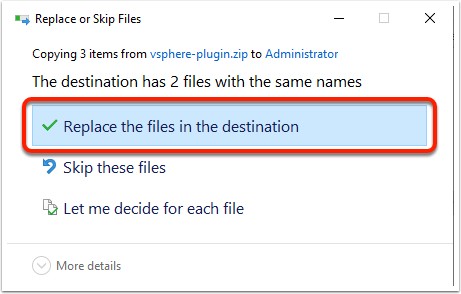 Replace or Skip Files
Copying 3 items from vsphere-plugin.zip to Administrator
The destination has 2 files with the same names
Replace the files in the destination
Skip these files
Let me decide for each file
More details